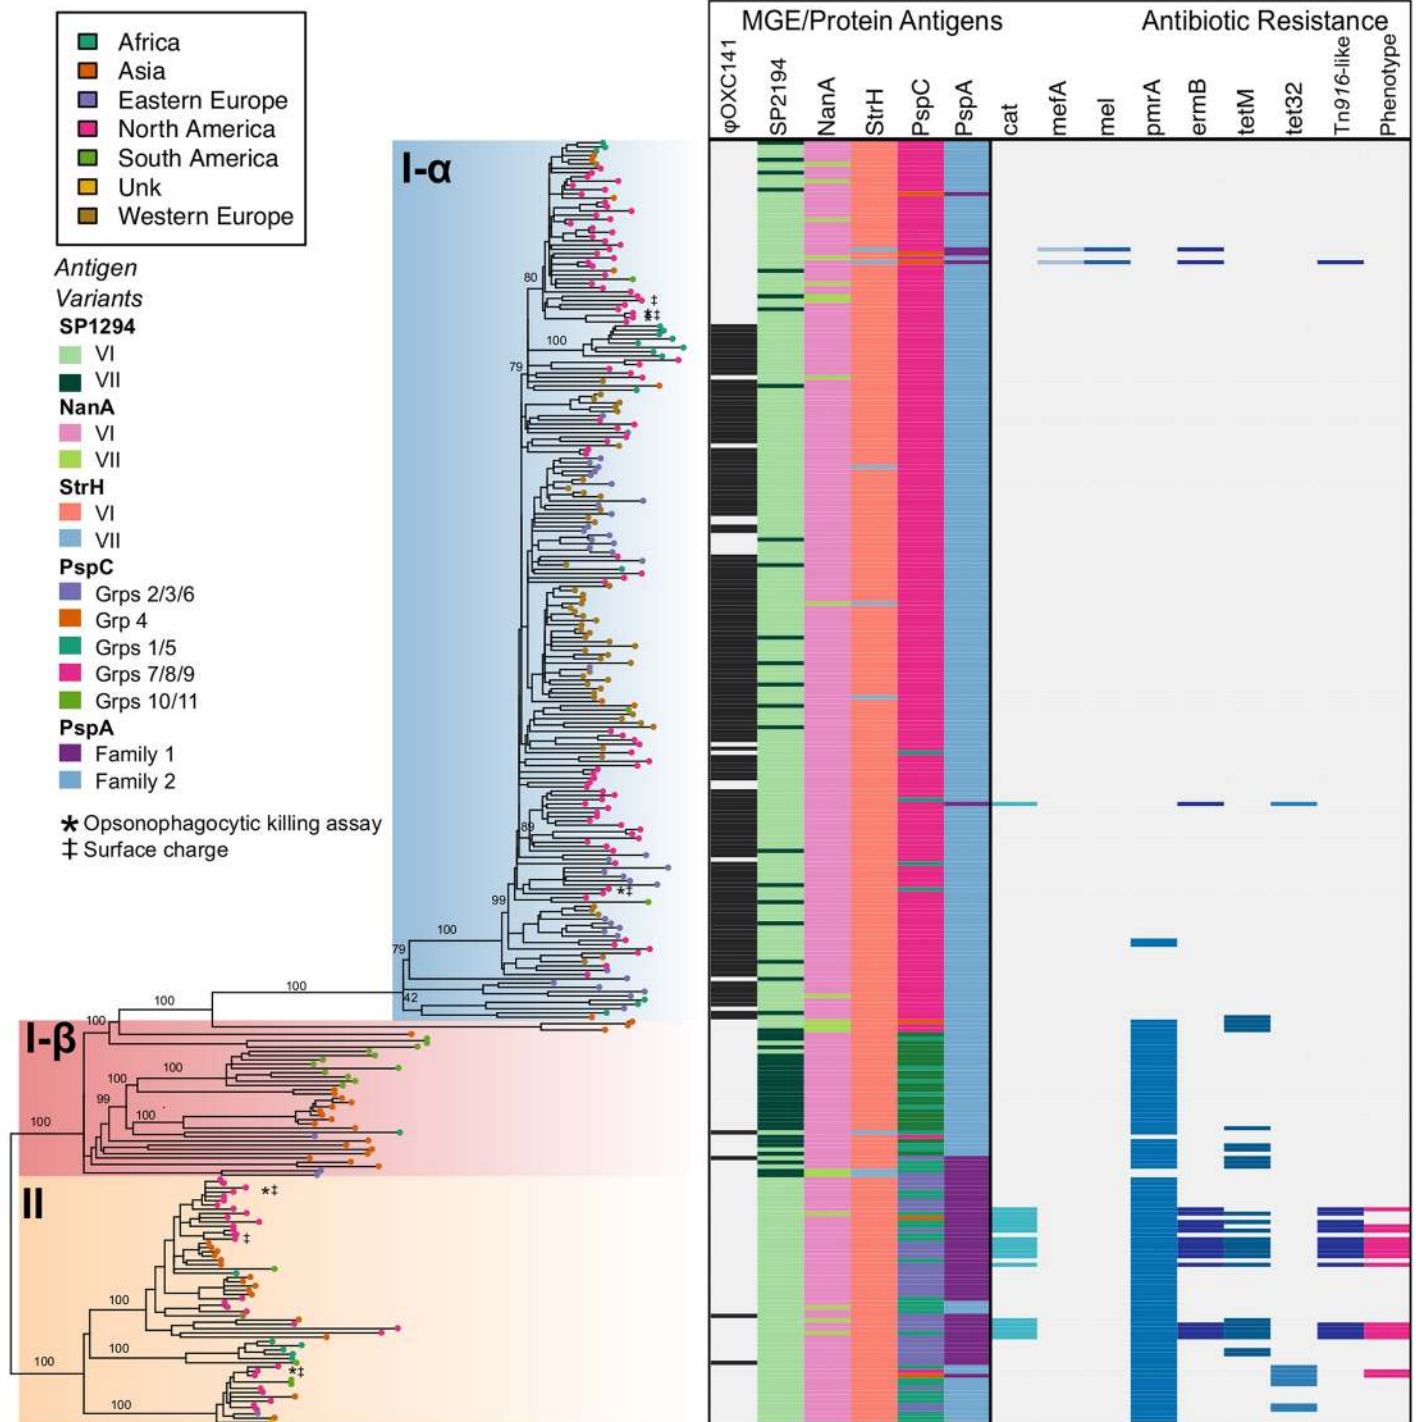 Africa
Asia
Eastern Europe
North America
South America
Unk
Western Europe
Antigen
Variants
SP1294
VI
VII
NanA
VI
VII
StrH
VI
VII
PspC
Grps 2/3/6
Grp 4
Grps 1/5
Grps 7/8/9
Grps 10/11
PspA
Family 1
Family 2
* Opsonophagocytic killing assay
‡ Surface charge
I-α
80
‡
*‡
100
79
89
*‡
99
100
79
42
100
100
I-β
100
100
100
99
100
100
II
*‡
‡
100
100
*‡
100
100
MGE/Protein Antigens
Antibiotic Resistance
φOXC141
SP2194
NanA
StrH
PspC
PspA
cat
mefA
mel
pmrA
ermB
tetM
tet32
Tn916-like
Phenotype